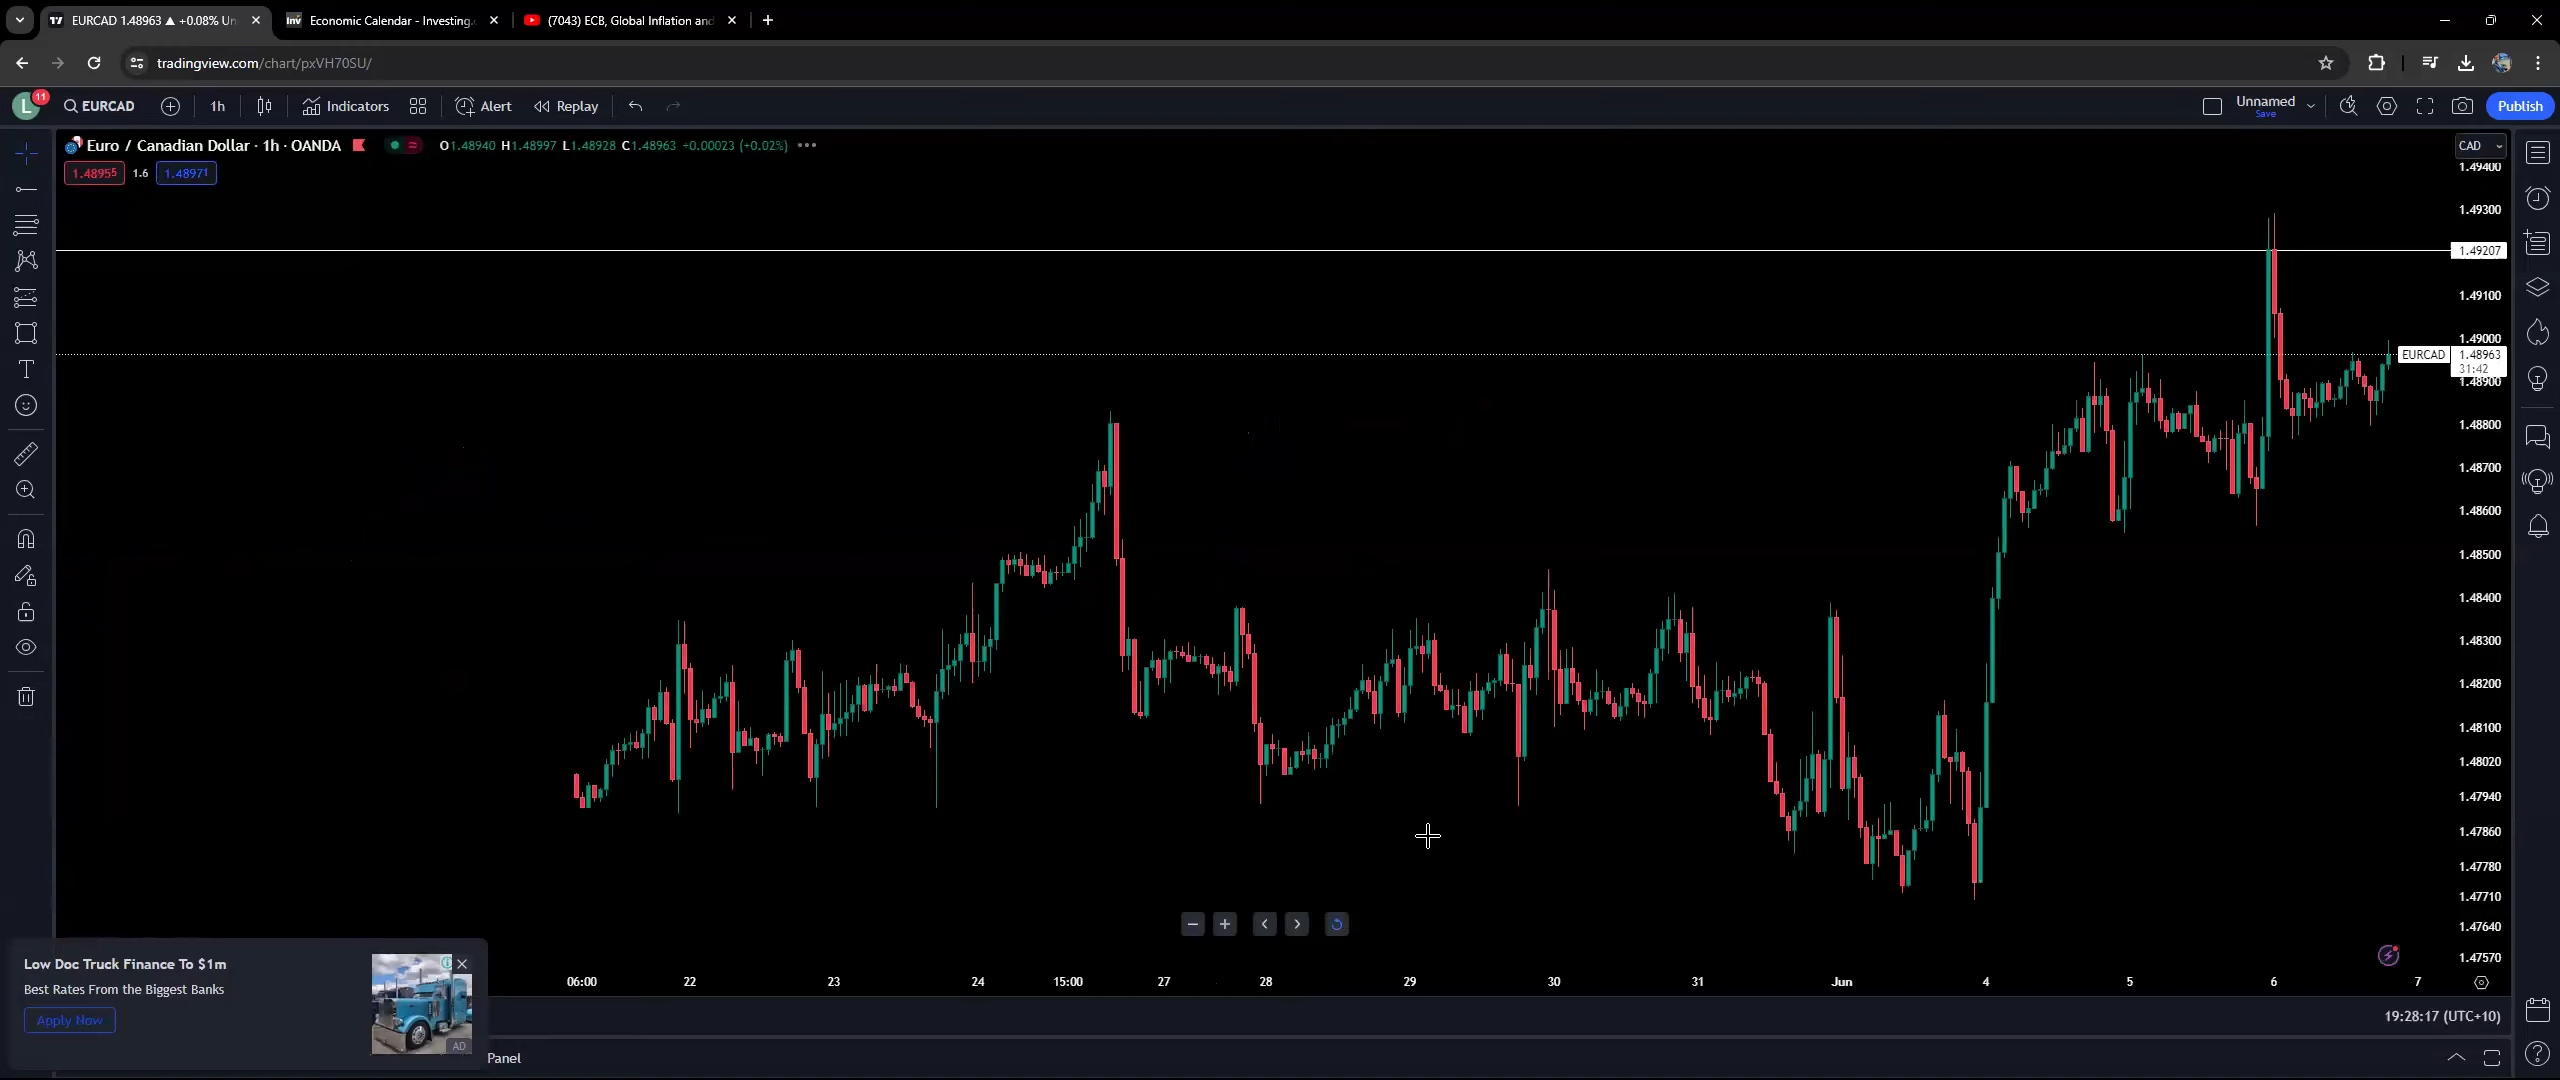 EURCAD 1.48963 ▲ +0.08% Un
Economic Calendar - Investing.
(7043) ECB, Global Inflation and
tradingview.com/chart/pxVH70SU/
L
11
EURCAD
1h
Indicators
Alert
Replay
Unnamed
Save
Publish
Euro / Canadian Dollar · 1h · OANDA
O1.48940 H1.48997 L1.48928 C1.48963 +0.00023 (+0.02%)
CAD
1.48955
1.6
1.48971
1.49400
1.49300
1.49207
1.49100
1.49000
EURCAD
1.48963
31:42
1.48900
1.48800
1.48700
1.48600
1.48500
1.48400
1.48300
1.48200
1.48100
1.48020
1.47940
1.47860
1.47780
1.47710
1.47640
1.47570
06:00
22
23
24
15:00
27
28
29
30
31
Jun
4
5
6
7
Low Doc Truck Finance To $1m
Best Rates From the Biggest Banks
Apply Now
AD
19:28:17 (UTC+10)
Panel